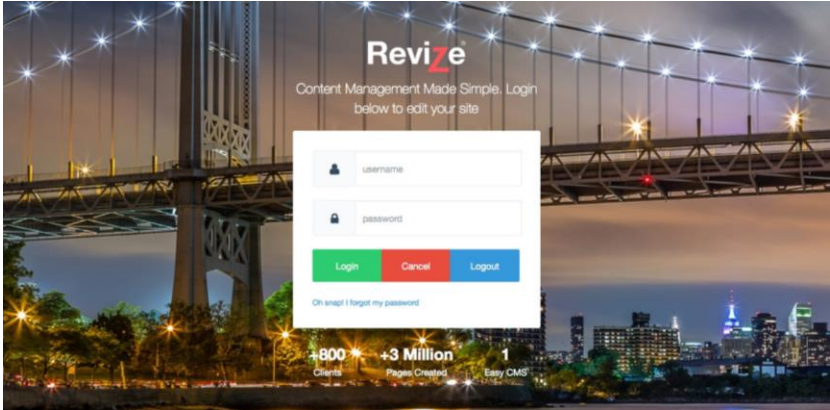 Revize
Content Management Made Simple. Login
below to edit your site
username
password
Login Cancel Logout
Oh snap! I forgot my password
+800 +3 Million 1
Clients Pages Created Easy CMS